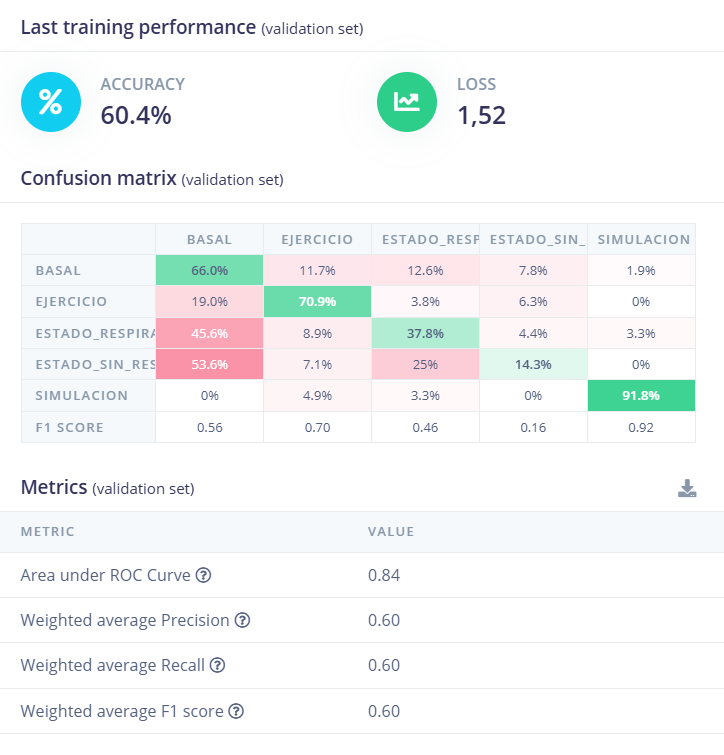 Last training performance (validation set)
ACCURACY
60.4%
LOSS
1,52
Confusion matrix (validation set)
BASAL EJERCICIO ESTADO_RESP ESTADO_SIN_ SIMULACION
BASAL 66.0% 11.7% 12.6% 7.8% 1.9%
EJERCICIO 19.0% 70.9% 3.8% 6.3% 0%
ESTADO_RESPIRA 45.6% 8.9% 37.8% 4.4% 3.3%
ESTADO_SIN_RES 53.6% 7.1% 25% 14.3% 0%
SIMULACION 0% 4.9% 3.3% 0% 91.8%
F1 SCORE 0.56 0.70 0.46 0.16 0.92
Metrics (validation set)
METRIC VALUE
Area under ROC Curve ? 0.84
Weighted average Precision ? 0.60
Weighted average Recall ? 0.60
Weighted average F1 score ? 0.60